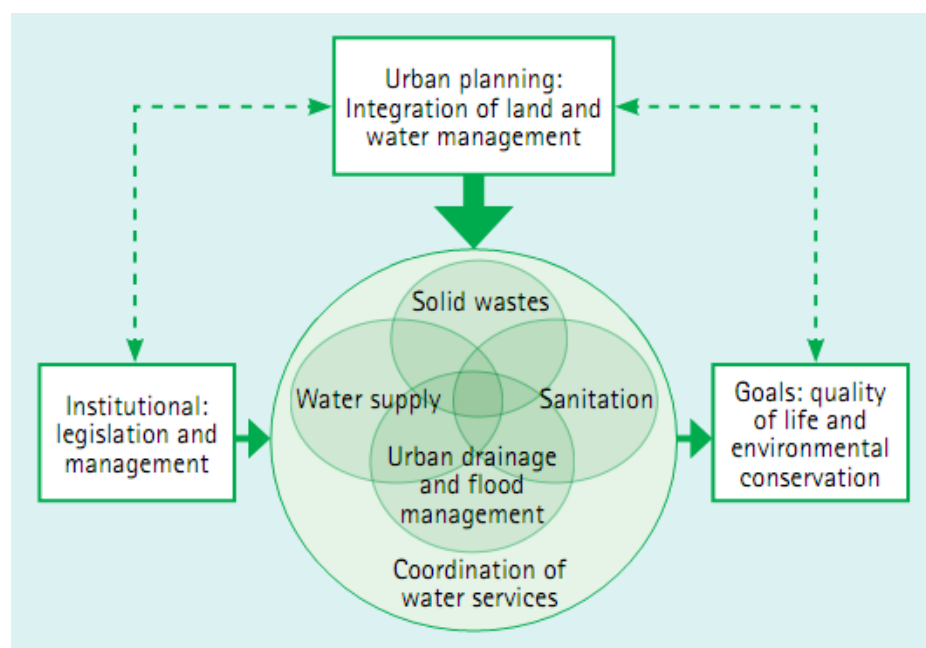 Urban planning:
Integration of land and
water management
Solid wastes
Water supply
Sanitation
Urban drainage
and flood
management
Coordination of
water services
Institutional:
legislation and
management
Goals: quality
of life and
environmental
conservation